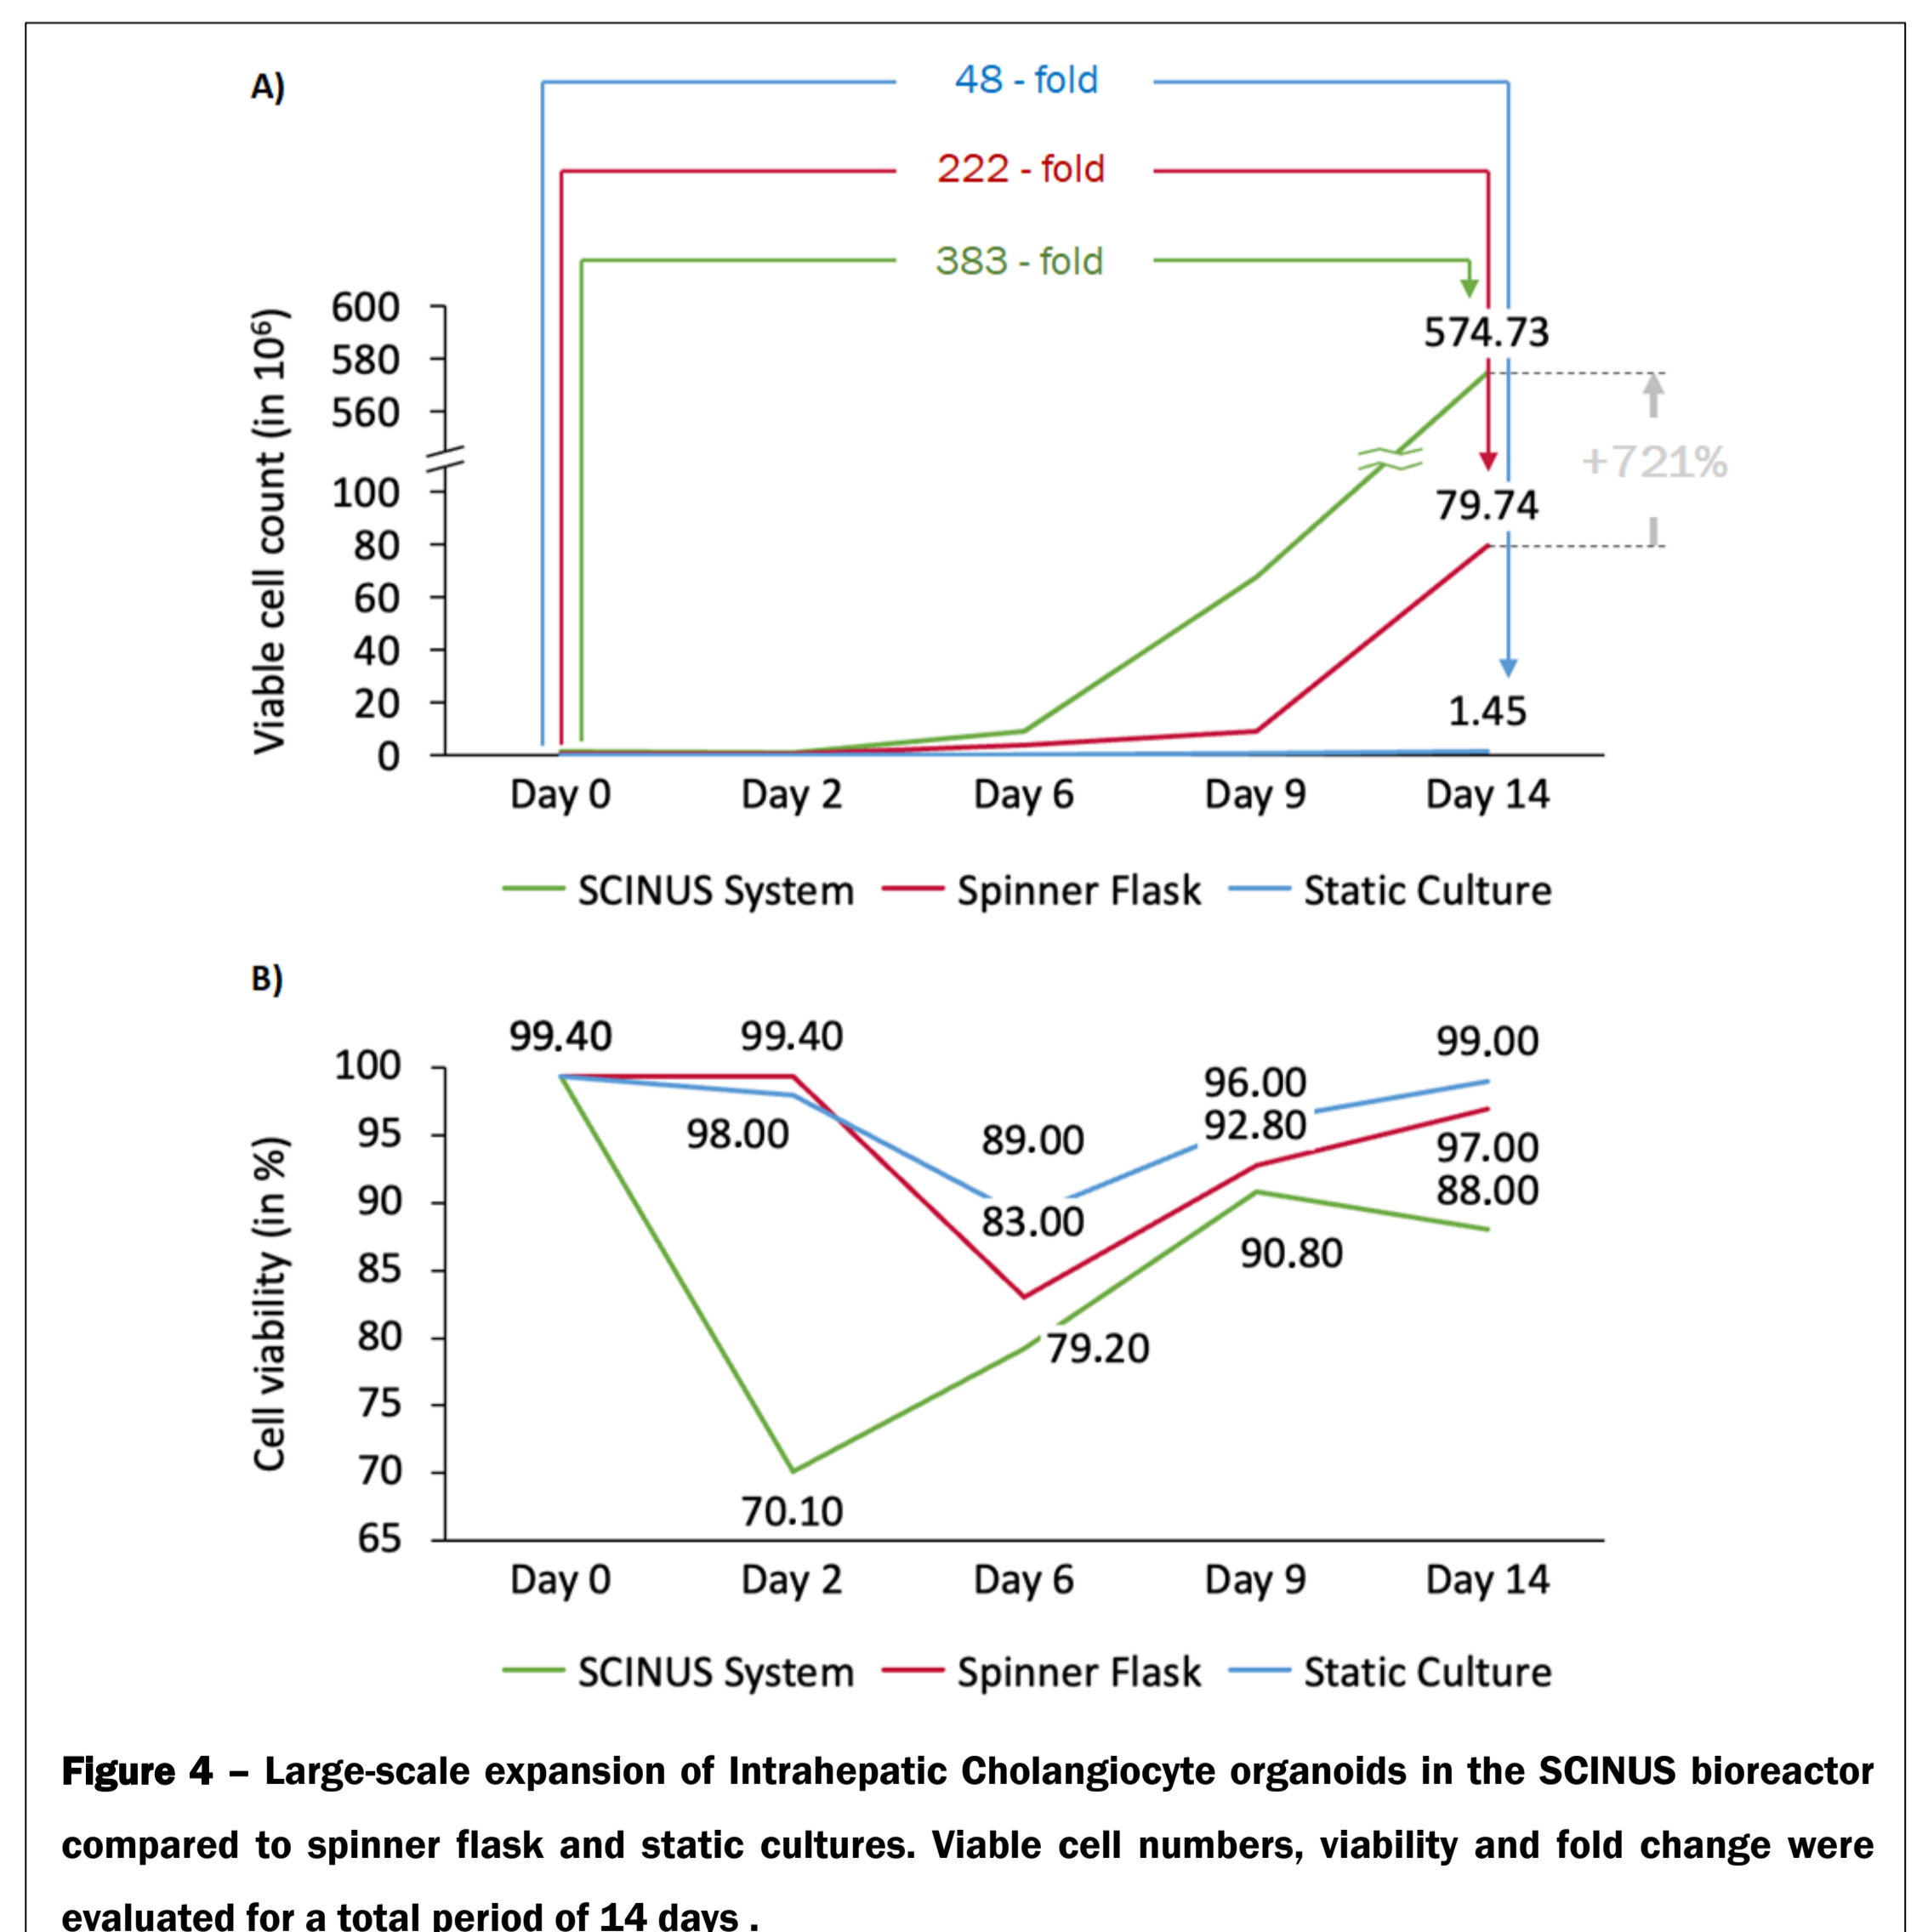 A)
48 - fold
222 - fold
383 - fold
Viable cell count (in 10⁶)
600
580
560
100
80
60
40
20
0
574.73
+721%
79.74
1.45
Day 0 Day 2 Day 6 Day 9 Day 14
SCINUS System Spinner Flask Static Culture
B)
Cell viability (in %)
100
95
90
85
80
75
70
65
99.40 99.40 99.00
96.00
98.00 89.00 92.80 97.00
83.00 88.00
90.80
79.20
70.10
Day 0 Day 2 Day 6 Day 9 Day 14
SCINUS System Spinner Flask Static Culture
Figure 4 – Large-scale expansion of Intrahepatic Cholangiocyte organoids in the SCINUS bioreactor
compared to spinner flask and static cultures. Viable cell numbers, viability and fold change were
evaluated for a total period of 14 days .